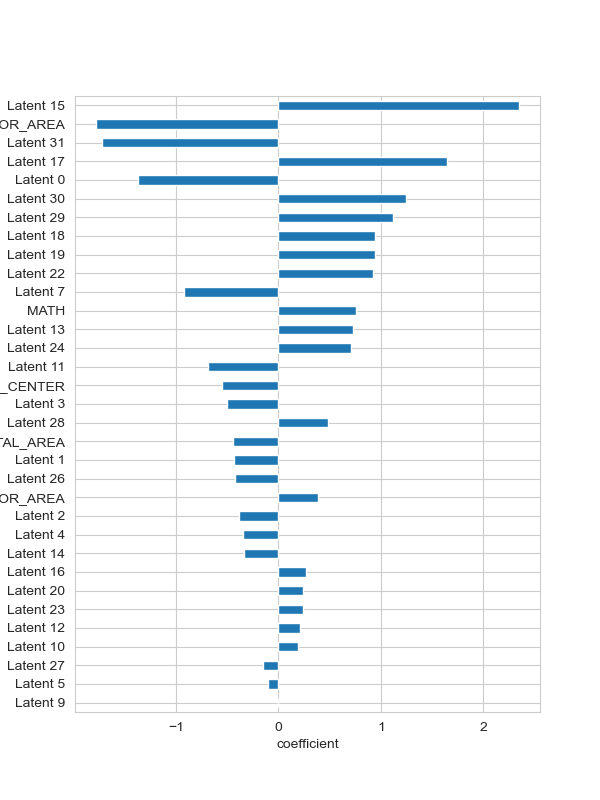 Latent 15
OR_AREA
Latent 31
Latent 17
Latent 0
Latent 30
Latent 29
Latent 18
Latent 19
Latent 22
Latent 7
MATH
Latent 13
Latent 24
Latent 11
_CENTER
Latent 3
Latent 28
TAL_AREA
Latent 1
Latent 26
OR_AREA
Latent 2
Latent 4
Latent 14
Latent 16
Latent 20
Latent 23
Latent 12
Latent 10
Latent 27
Latent 5
Latent 9
−1 0 1 2
coefficient